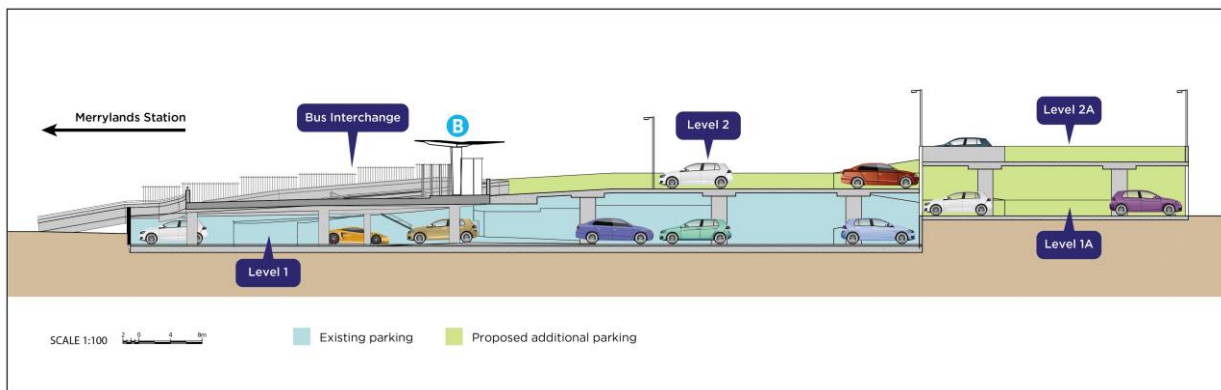 Merrylands Station
Bus Interchange
B
Level 2
Level 2A
Level 1
Level 1A
SCALE 1:100
2 0 4 8m
Existing parking
Proposed additional parking